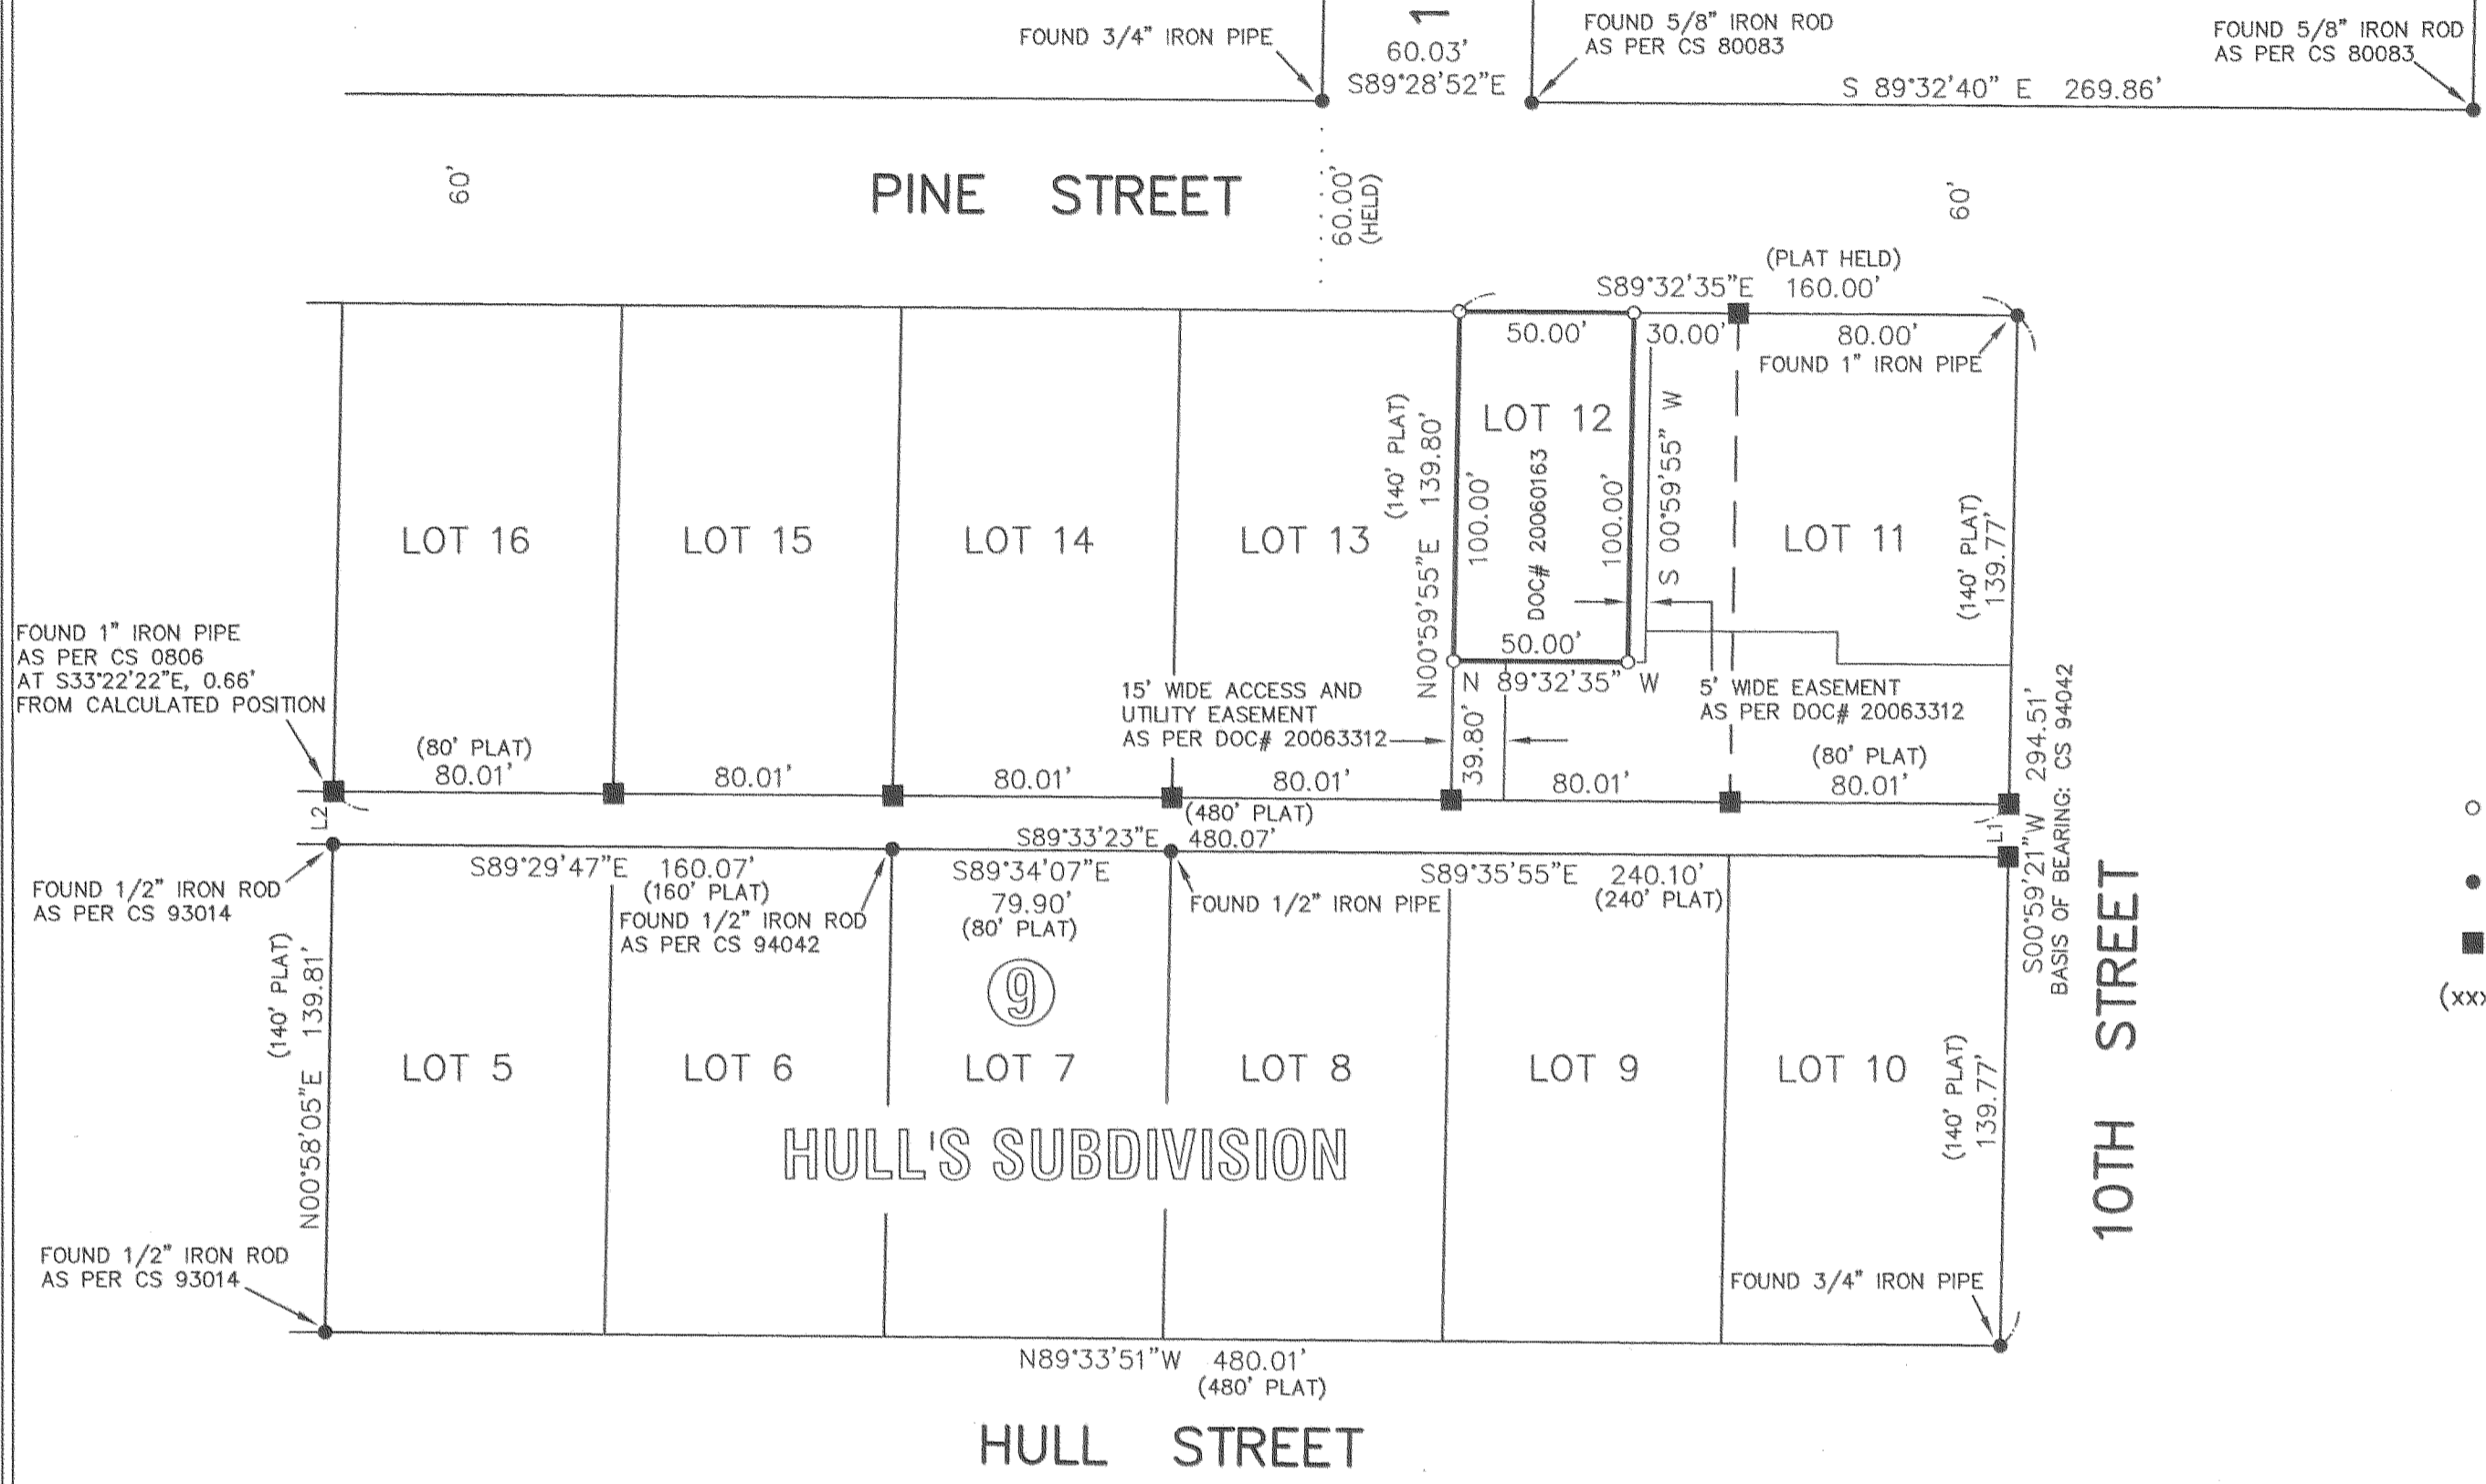 FOUND 3/4" IRON PIPE
1
60.03'
S89°28'52"E
FOUND 5/8" IRON ROD
AS PER CS 80083
FOUND 5/8" IRON ROD
AS PER CS 80083
S 89°32'40" E 269.86'
60'
PINE STREET
60.00'
(HELD)
60'
(PLAT HELD)
S89°32'35"E 160.00'
50.00'
30.00'
80.00'
FOUND 1" IRON PIPE
LOT 16
LOT 15
LOT 14
LOT 13
(140' PLAT)
N00°59'55"E 139.80'
100.00'
LOT 12
DOC# 20060163
100.00'
S 00°59'55" W
LOT 11
(140' PLAT)
139.77'
50.00'
N 89°32'35" W
FOUND 1" IRON PIPE
AS PER CS 0806
AT S33°22'22"E, 0.66'
FROM CALCULATED POSITION
15' WIDE ACCESS AND
UTILITY EASEMENT
AS PER DOC# 20063312
39.80'
5' WIDE EASEMENT
AS PER DOC# 20063312
(80' PLAT)
80.01'
80.01'
80.01'
80.01'
80.01'
(80' PLAT)
80.01'
L2
(480' PLAT)
S89°33'23"E 480.07'
L1
S00°59'21"W 294.51'
BASIS OF BEARING: CS 94042
S89°29'47"E 160.07'
(160' PLAT)
S89°34'07"E
79.90'
(80' PLAT)
S89°35'55"E 240.10'
(240' PLAT)
FOUND 1/2" IRON ROD
AS PER CS 93014
FOUND 1/2" IRON ROD
AS PER CS 94042
FOUND 1/2" IRON PIPE
9
(140' PLAT)
N00°58'05"E 139.81'
LOT 5
LOT 6
LOT 7
LOT 8
LOT 9
LOT 10
(140' PLAT)
139.77'
10TH STREET
(xx
HULL'S SUBDIVISION
FOUND 1/2" IRON ROD
AS PER CS 93014
FOUND 3/4" IRON PIPE
N89°33'51"W 480.01'
(480' PLAT)
HULL STREET